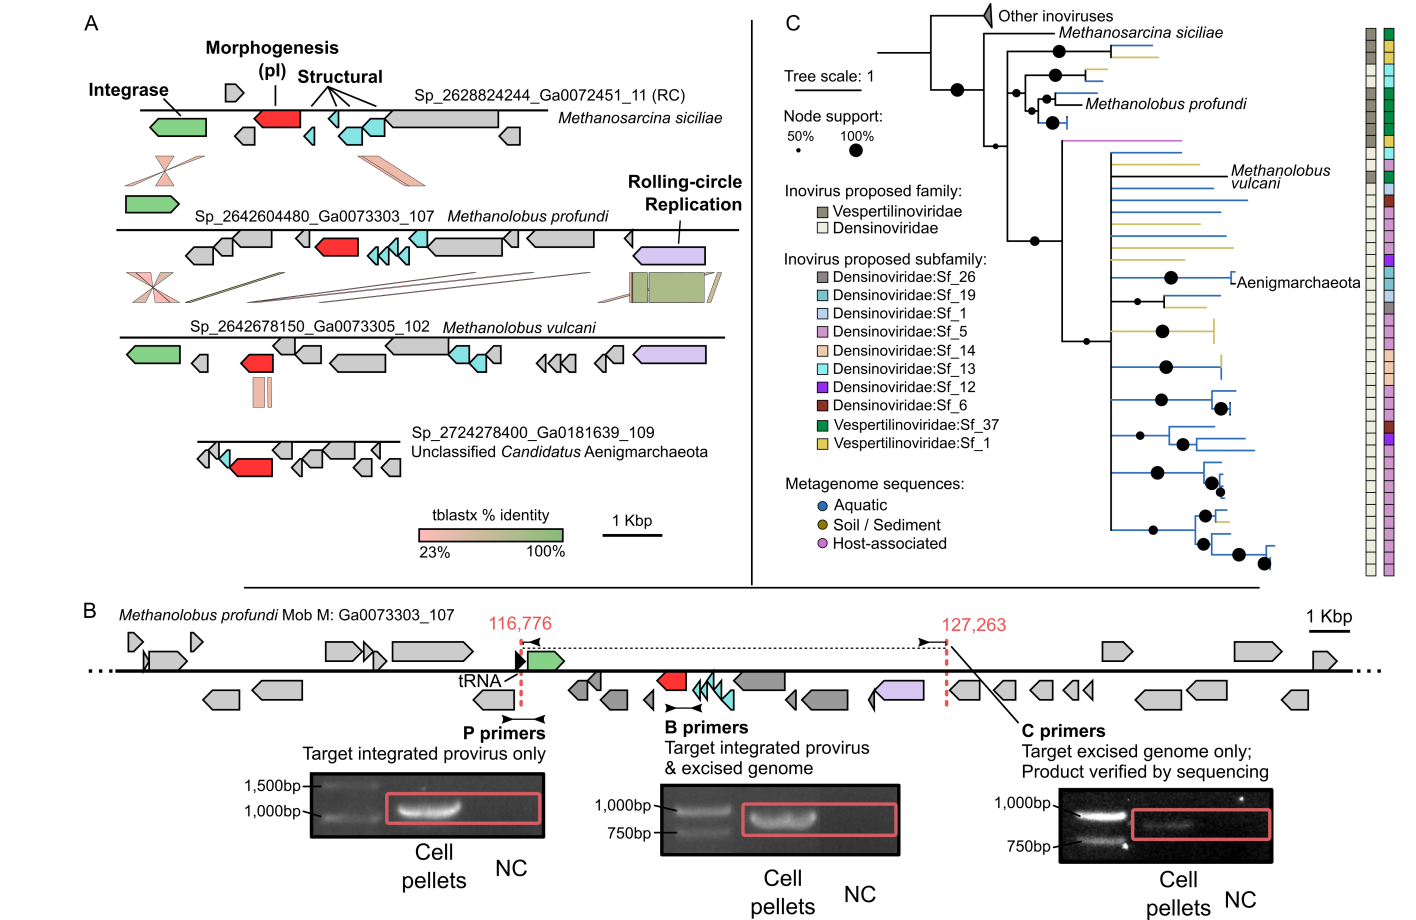 A
Morphogenesis
(pI)
Structural
Integrase
Sp_2628824244_Ga0072451_11 (RC)
Methanosarcina siciliae
Rolling-circle
Replication
Sp_2642604480_Ga0073303_107
Methanolobus profundi
Sp_2642678150_Ga0073305_102
Methanolobus vulcani
Sp_2724278400_Ga0181639_109
Unclassified Candidatus Aenigmarchaeota
tblastx % identity
23%
100%
1 Kbp
C
Other inoviruses
Methanosarcina siciliae
Tree scale: 1
Methanolobus profundi
Node support:
50%
100%
Methanolobus
vulcani
Inovirus proposed family:
Vespertilinoviridae
Densinoviridae
Inovirus proposed subfamily:
Densinoviridae:Sf_26
Densinoviridae:Sf_19
Densinoviridae:Sf_1
Densinoviridae:Sf_5
Densinoviridae:Sf_14
Densinoviridae:Sf_13
Densinoviridae:Sf_12
Densinoviridae:Sf_6
Vespertilinoviridae:Sf_37
Vespertilinoviridae:Sf_1
Aenigmarchaeota
Metagenome sequences:
Aquatic
Soil / Sediment
Host-associated
B
Methanolobus profundi Mob M: Ga0073303_107
116,776
127,263
1 Kbp
tRNA
P primers
Target integrated provirus only
B primers
Target integrated provirus
& excised genome
C primers
Target excised genome only;
Product verified by sequencing
1,500bp
1,000bp
Cell
pellets
NC
1,000bp
750bp
Cell
pellets
NC
1,000bp
750bp
Cell
pellets
NC